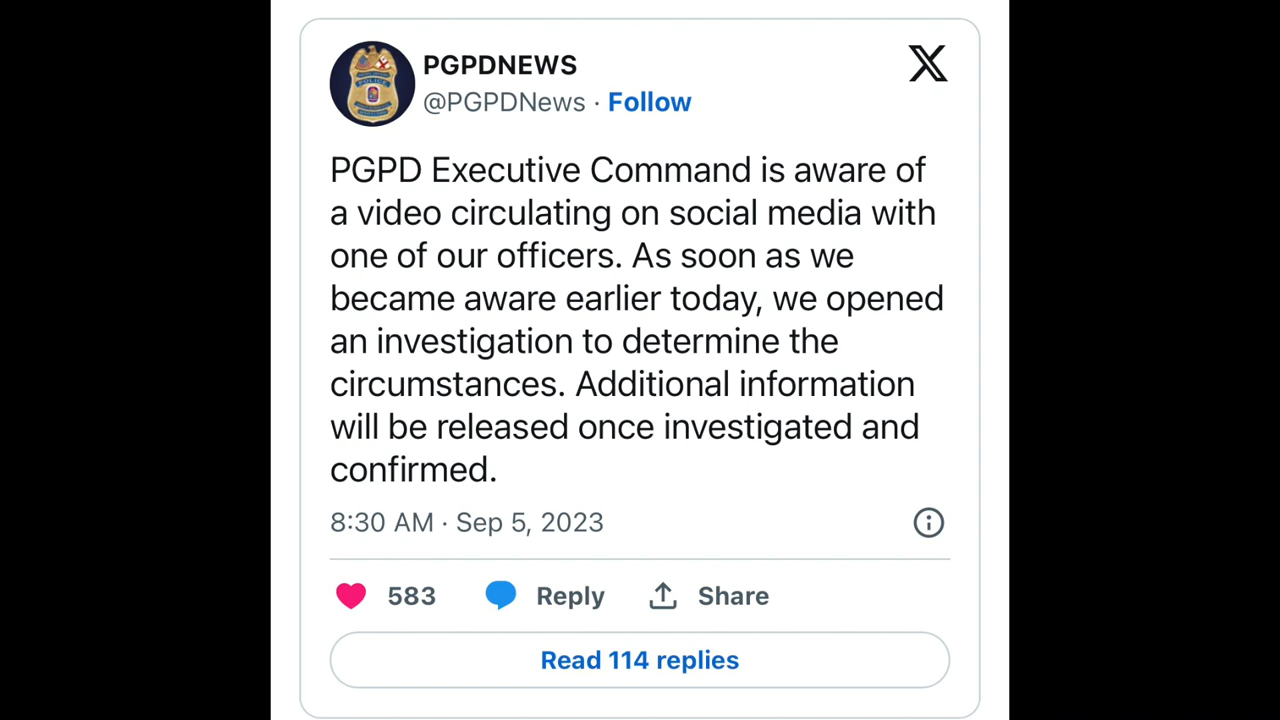 PGPDNEWS
@PGPDNews · Follow
PGPD Executive Command is aware of
a video circulating on social media with
one of our officers. As soon as we
became aware earlier today, we opened
an investigation to determine the
circumstances. Additional information
will be released once investigated and
confirmed.
8:30 AM · Sep 5, 2023
583 Reply Share
Read 114 replies